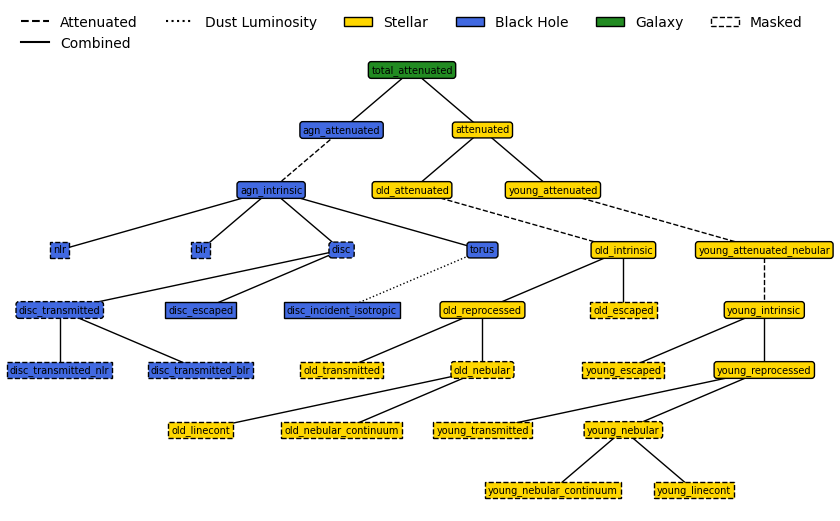 Attenuated
Dust Luminosity
Stellar
Black Hole
Galaxy
Masked
Combined
total_attenuated
agn_attenuated
attenuated
agn_intrinsic
old_attenuated
young_attenuated
nlr
blr
disc
torus
old_intrinsic
young_attenuated_nebular
disc_transmitted
disc_escaped
disc_incident_isotropic
old_reprocessed
old_escaped
young_intrinsic
disc_transmitted_nlr
disc_transmitted_blr
old_transmitted
old_nebular
young_escaped
young_reprocessed
old_linecont
old_nebular_continuum
young_transmitted
young_nebular
young_nebular_continuum
young_linecont